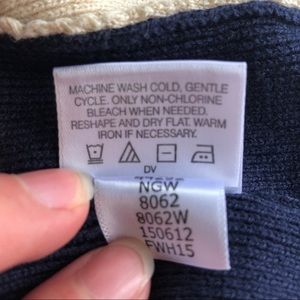 MACHINE WASH COLD, GENTLE
CYCLE. ONLY NON-CHLORINE
BLEACH WHEN NEEDED.
RESHAPE AND DRY FLAT. WARM
IRON IF NECESSARY.
DV
NGW
8062
8062W
150612
FWH15